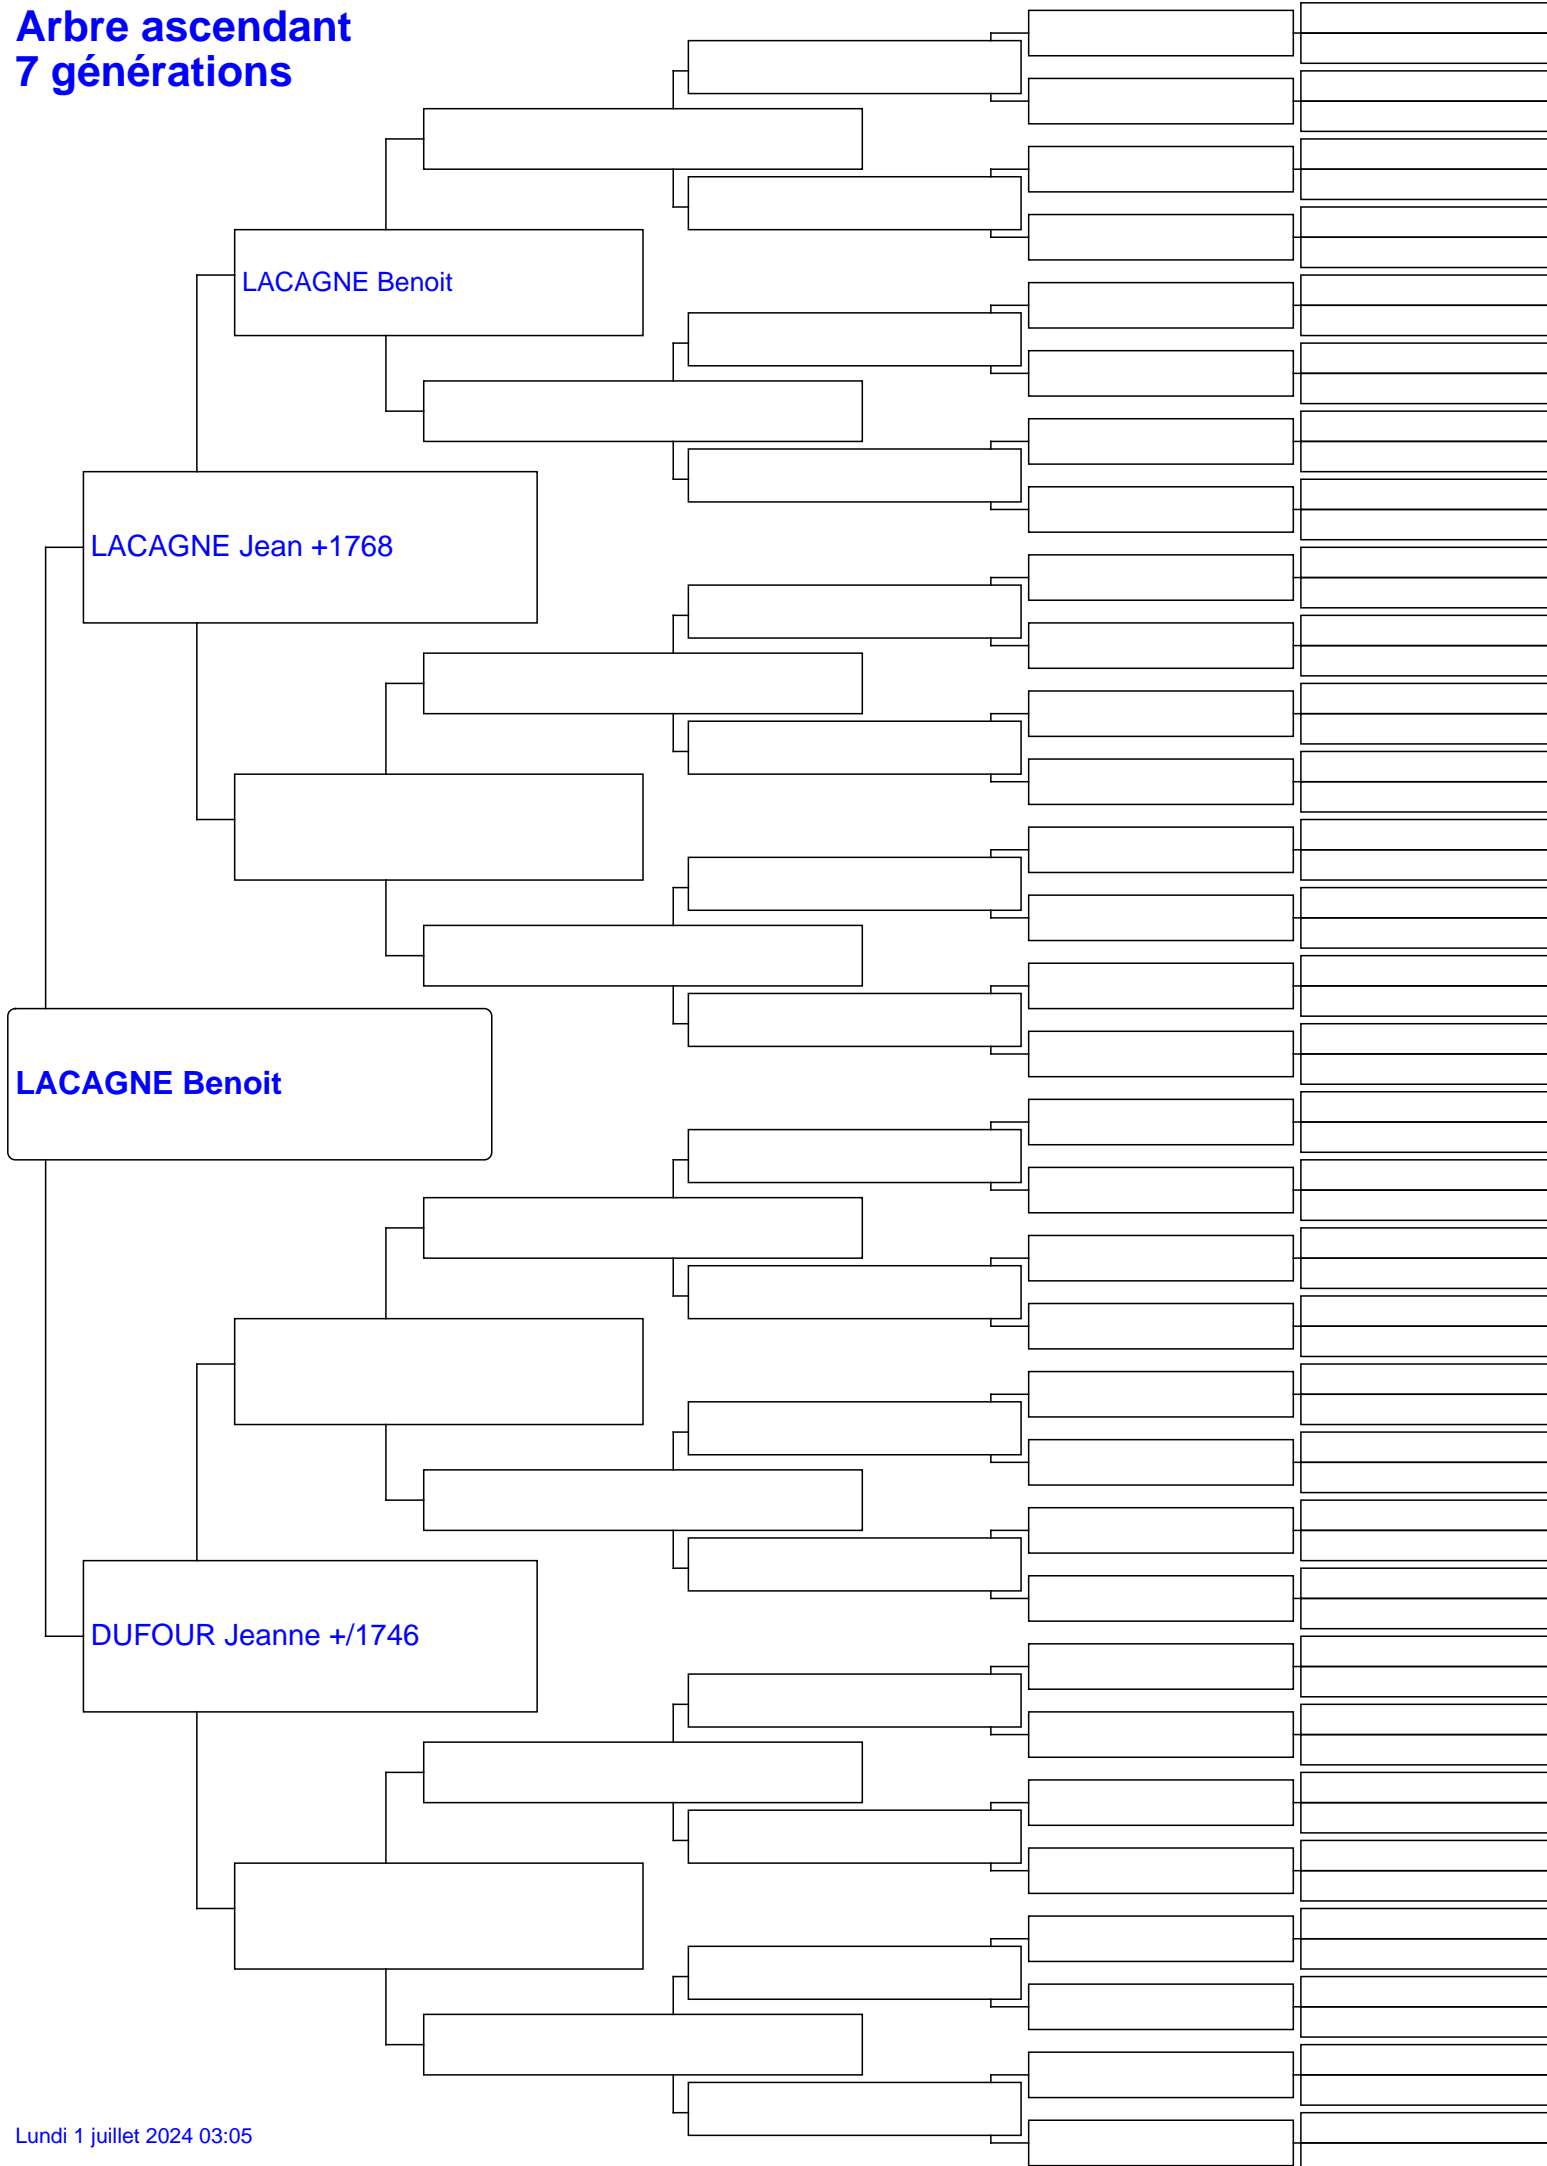 Arbre ascendant
7 générations
LACAGNE Benoit
LACAGNE Jean +1768
LACAGNE Benoit
DUFOUR Jeanne +/1746
Lundi 1 juillet 2024 03:05